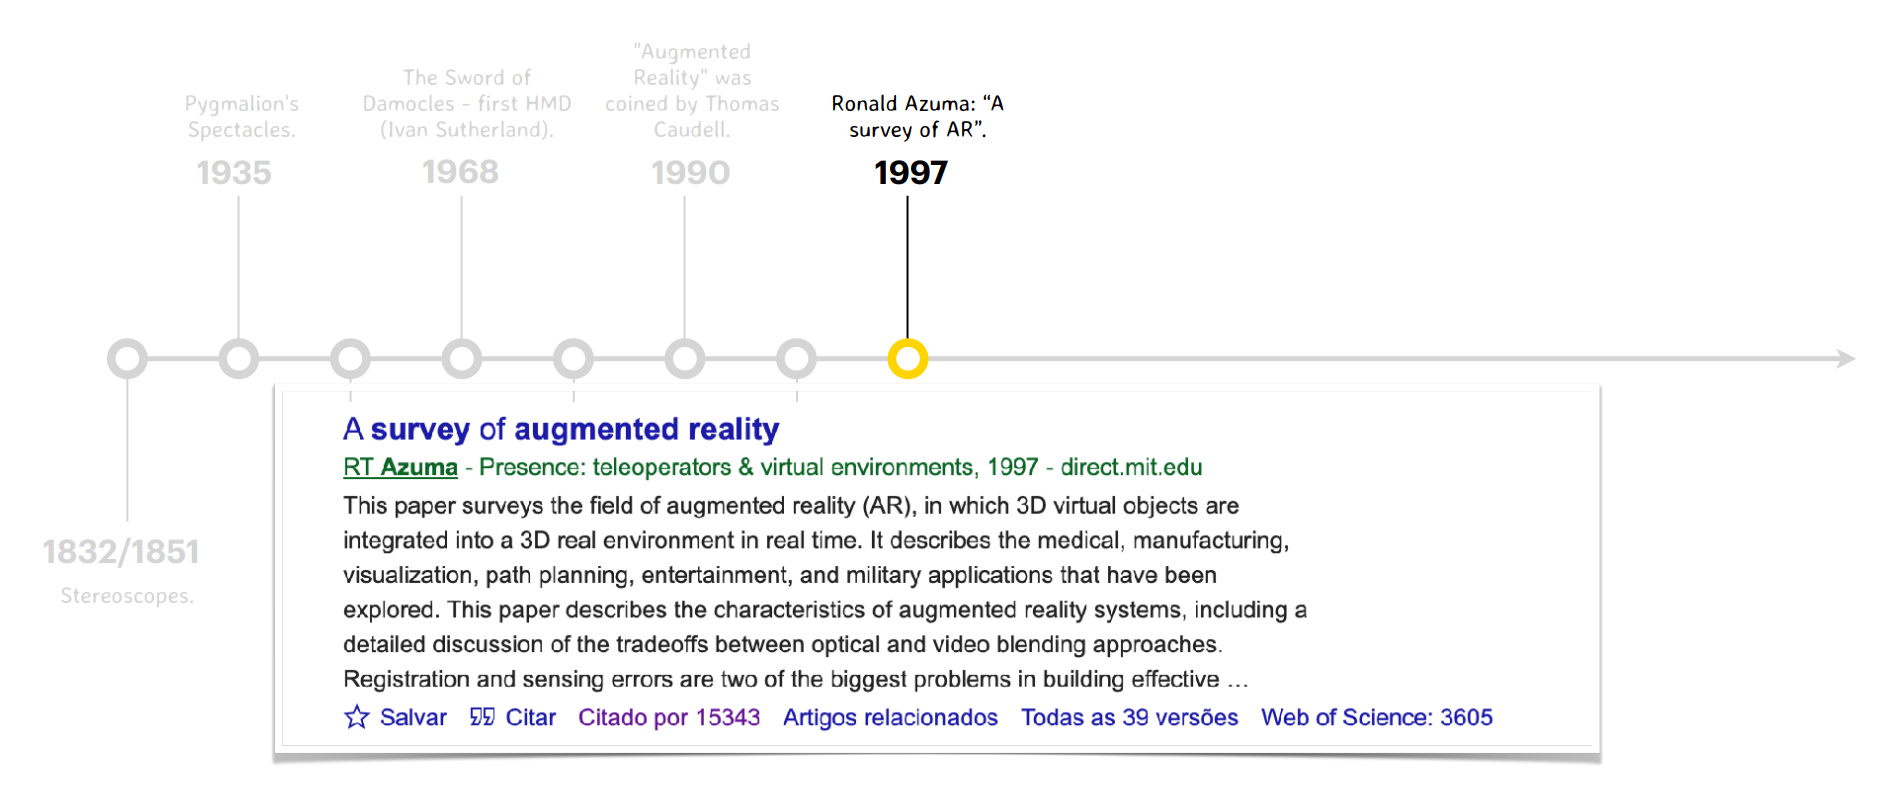 Pygmalion's
Spectacles.
1935
The Sword of
Damocles - first HMD
(Ivan Sutherland).
1968
"Augmented
Reality" was
coined by Thomas
Caudell.
1990
Ronald Azuma: “A
survey of AR”.
1997
1832/1851
Stereoscopes.
A survey of augmented reality
RT Azuma - Presence: teleoperators & virtual environments, 1997 - direct.mit.edu
This paper surveys the field of augmented reality (AR), in which 3D virtual objects are
integrated into a 3D real environment in real time. It describes the medical, manufacturing,
visualization, path planning, entertainment, and military applications that have been
explored. This paper describes the characteristics of augmented reality systems, including a
detailed discussion of the tradeoffs between optical and video blending approaches.
Registration and sensing errors are two of the biggest problems in building effective …
Salvar Citar Citado por 15343 Artigos relacionados Todas as 39 versões Web of Science: 3605